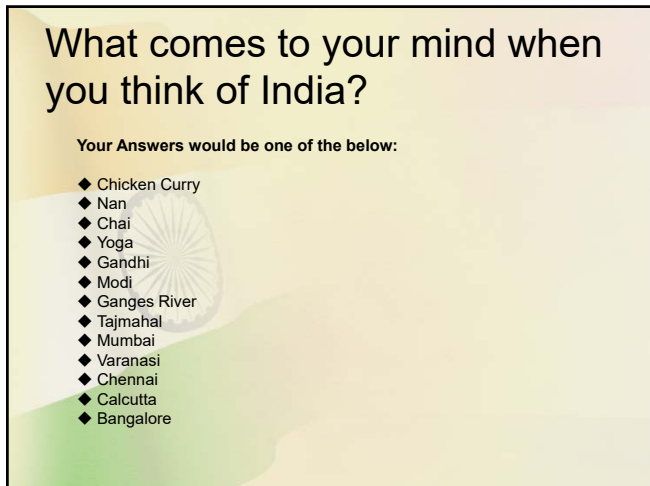 What comes to your mind when
you think of India?
Your Answers would be one of the below:
◆ Chicken Curry
◆ Nan
◆ Chai
◆ Yoga
◆ Gandhi
◆ Modi
◆ Ganges River
◆ Tajmahal
◆ Mumbai
◆ Varanasi
◆ Chennai
◆ Calcutta
◆ Bangalore